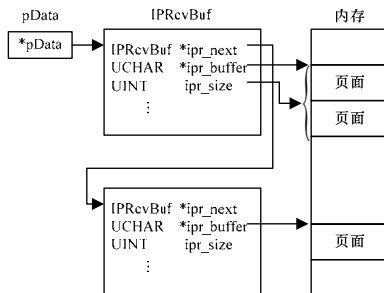 pData
IPRcvBuf
内存
*pData
IPRcvBuf *ipr_next
UCHAR *ipr_buffer
UINT ipr_size
⋮
页面
页面
IPRcvBuf *ipr_next
UCHAR *ipr_buffer
UINT ipr_size
⋮
页面